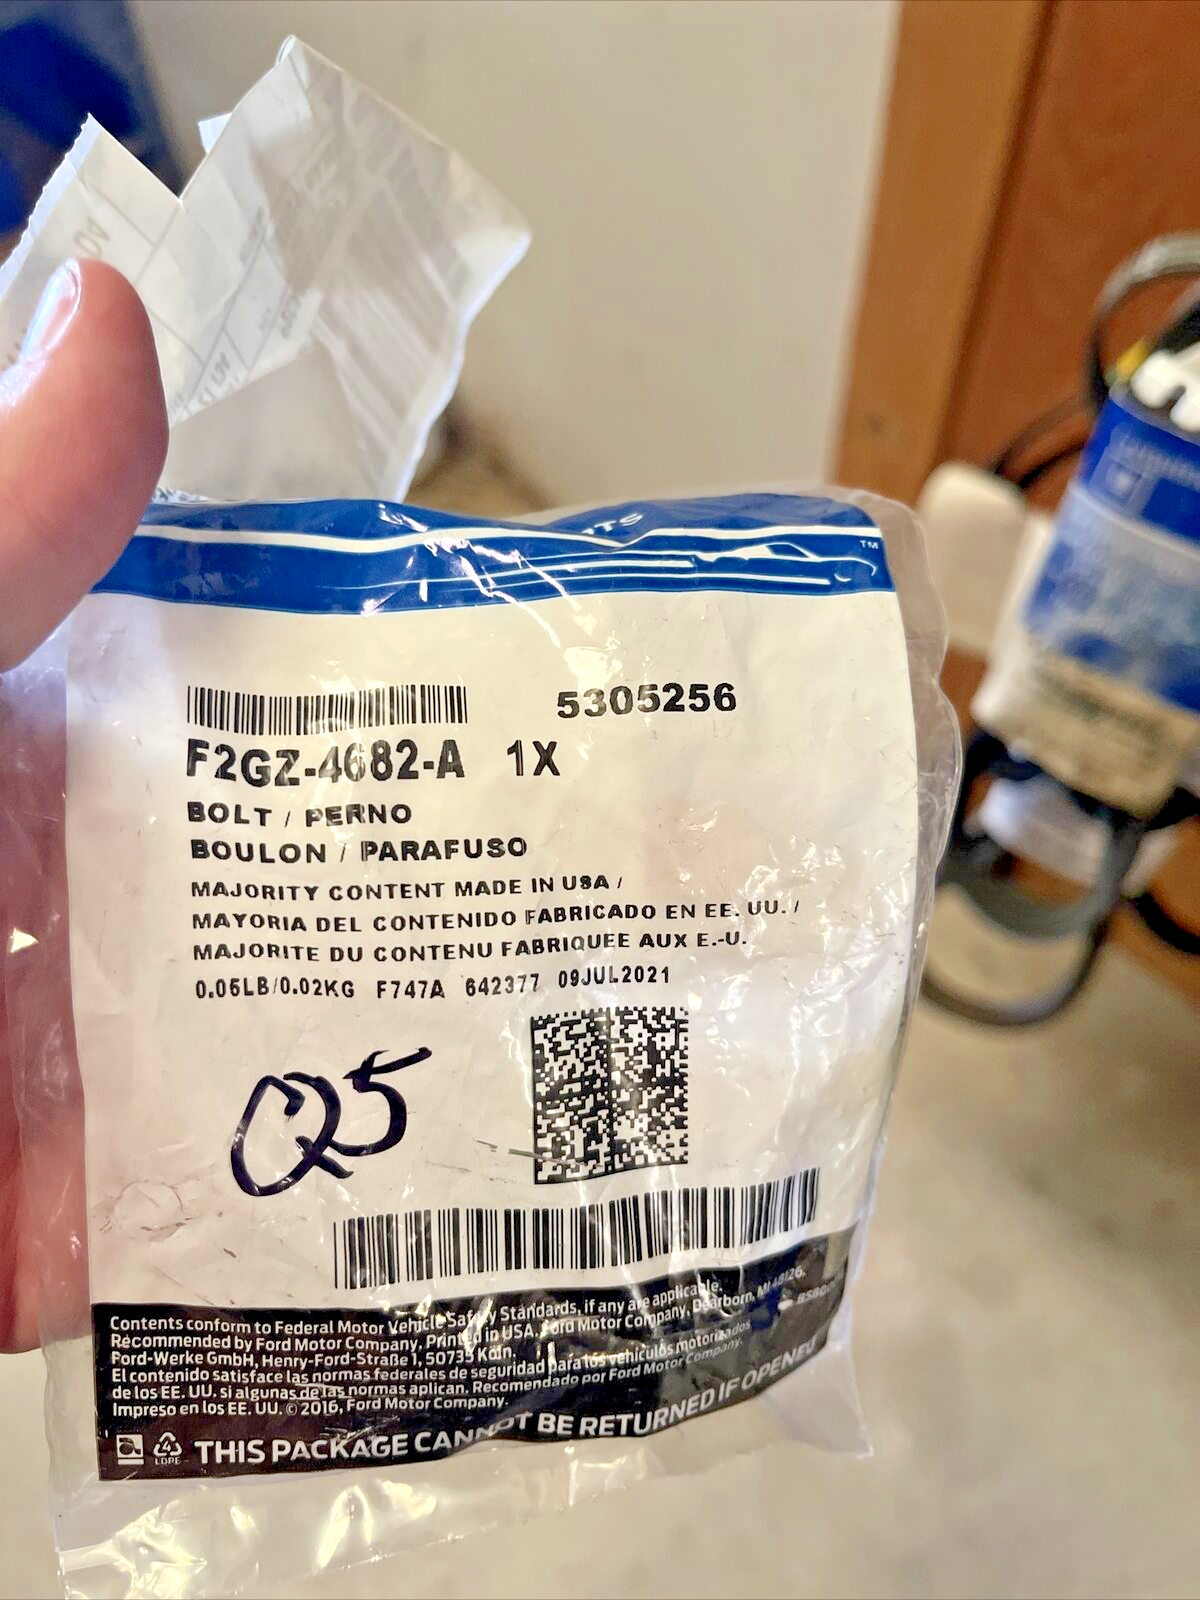 TS
TM
5305256
F2GZ-4682-A 1X
BOLT / PERNO
BOULON / PARAFUSO
MAJORITY CONTENT MADE IN USA /
MAYORIA DEL CONTENIDO FABRICADO EN EE. UU. /
MAJORITE DU CONTENU FABRIQUEE AUX E.-U.
0.05LB/0.02KG F747A 642377 09JUL2021
Q5
Contents conform to Federal Motor Vehicle Safety Standards, if any are applicable.
Recommended by Ford Motor Company, Printed in USA, Ford Motor Company, Dearborn, MI 48126.
Ford-Werke GmbH, Henry-Ford-Straße 1, 50735 Köln.
El contenido satisface las normas federales de seguridad para los vehículos motorizados
de los EE. UU. si algunas de las normas aplican. Recomendado por Ford Motor Company.
Impreso en los EE. UU. © 2016, Ford Motor Company.
4
LDPE
THIS PACKAGE CANNOT BE RETURNED IF OPENED